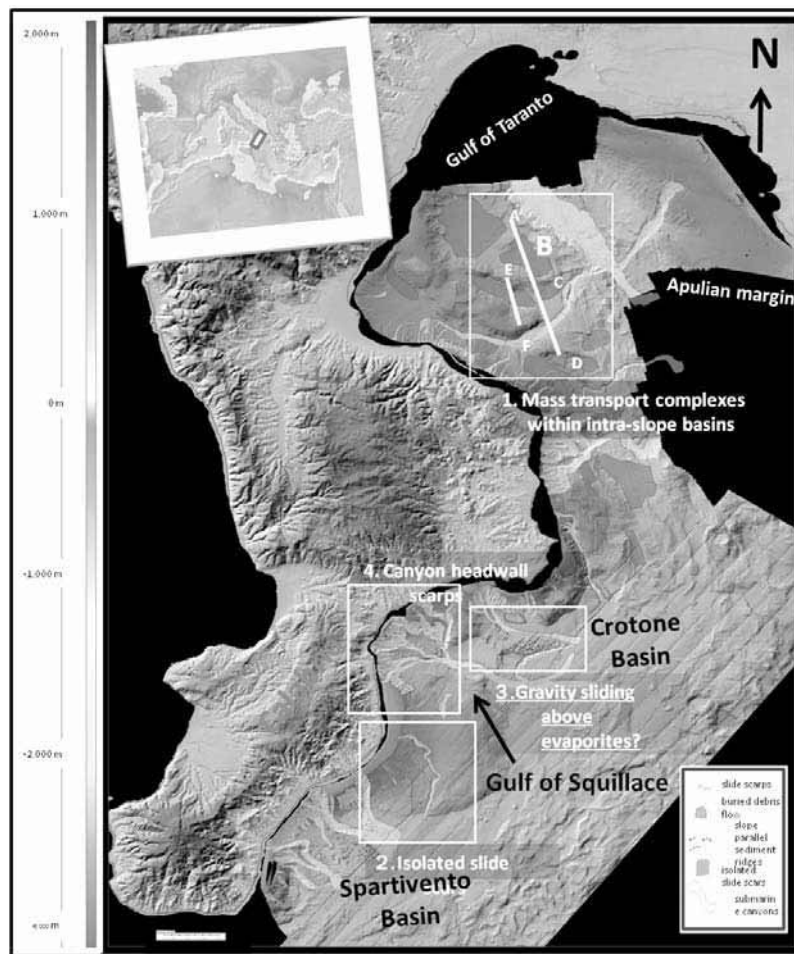 2,000 m
1,000 m
0 m
-1,000 m
-2,000 m
N
Gulf of Taranto
B
E
C
F
D
Apulian margin
1. Mass transport complexes
within intra-slope basins
4. Canyon headwall
scarps
Crotone
Basin
3. Gravity sliding
above
evaporites?
Gulf of Squillace
2. Isolated slide
Spartivento
Basin
slide scarps
buried debris
flow
slope
parallel
sediment
ridges
isolated
slide scars
submarin
e canyons